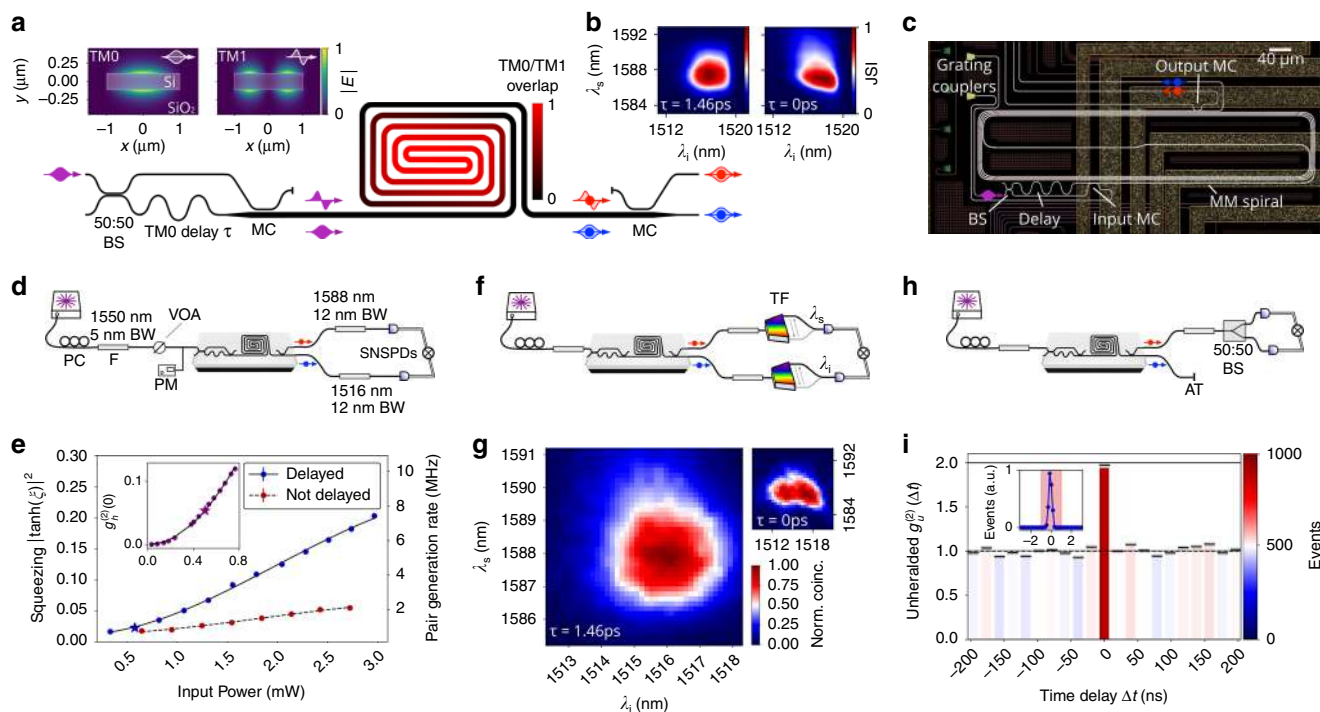 a
TM0
TM1
Si
SiO₂
y (μm)
0.25
0.00
−0.25
−1 0 1
−1 0 1
x (μm)
x (μm)
1
|E|
0
TM0/TM1
overlap
1
0
50:50
BS
TM0 delay τ
MC
MC
b
λs (nm)
1592
1588
1584
τ = 1.46ps
τ = 0ps
1512 1520
1512 1520
λi (nm)
λi (nm)
1
JSI
0
c
40 μm
Output MC
Grating
couplers
BS
Delay
Input MC
MM spiral
d
1550 nm
5 nm BW
VOA
PC
F
PM
1588 nm
12 nm BW
SNSPDs
1516 nm
12 nm BW
f
TF
λs
λi
h
50:50
BS
AT
e
Squeezing |tanh(ξ)|²
0.30
0.25
0.20
0.15
0.10
0.05
0.00
0.5 1.0 1.5 2.0 2.5 3.0
Input Power (mW)
Pair generation rate (MHz)
10
8
6
4
2
gh(2)(0)
0.1
0.0
0.0 0.4 0.8
Delayed
Not delayed
g
λs (nm)
1591
1590
1589
1588
1587
1586
τ = 1.46ps
1513 1514 1515 1516 1517 1518
λi (nm)
τ = 0ps
1592
1584
1512 1518
1.00
0.75
0.50
0.25
0.00
Norm. coinc.
i
Unheralded gu(2) (Δt)
2.0
1.5
1.0
0.5
0.0
−200 −150 −100 −50 0 50 100 150 200
Time delay Δt (ns)
Events (a.u.)
1
0
−2 0 2
1000
500
0
Events